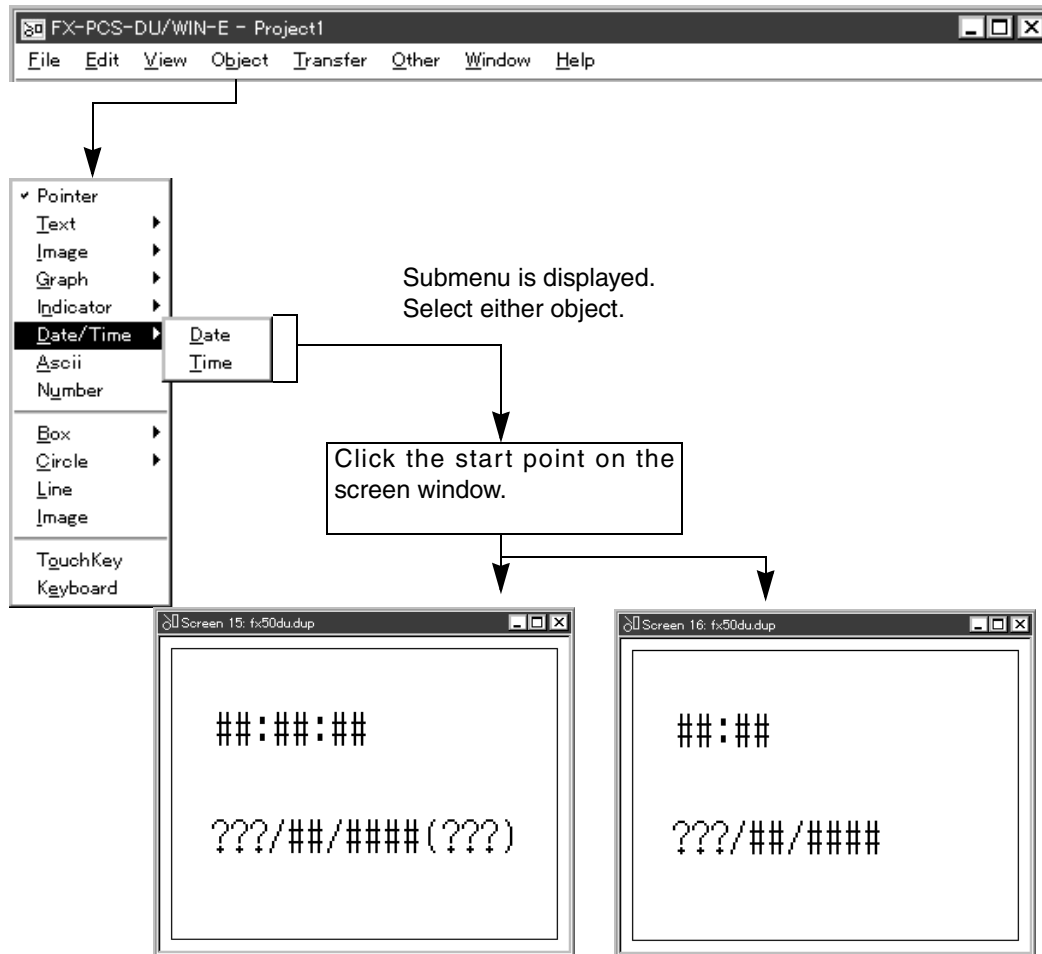 FX-PCS-DU/WIN-E - Project1
File Edit View Object Transfer Other Window Help
Pointer
Text
Image
Graph
Indicator
Date/Time
Ascii
Number
Box
Circle
Line
Image
TouchKey
Keyboard
Date
Time
Submenu is displayed.
Select either object.
Click the start point on the
screen window.
Screen 15: fx50du.dup
##:##:##
???/##/####(???)
Screen 16: fx50du.dup
##:##
???/##/####